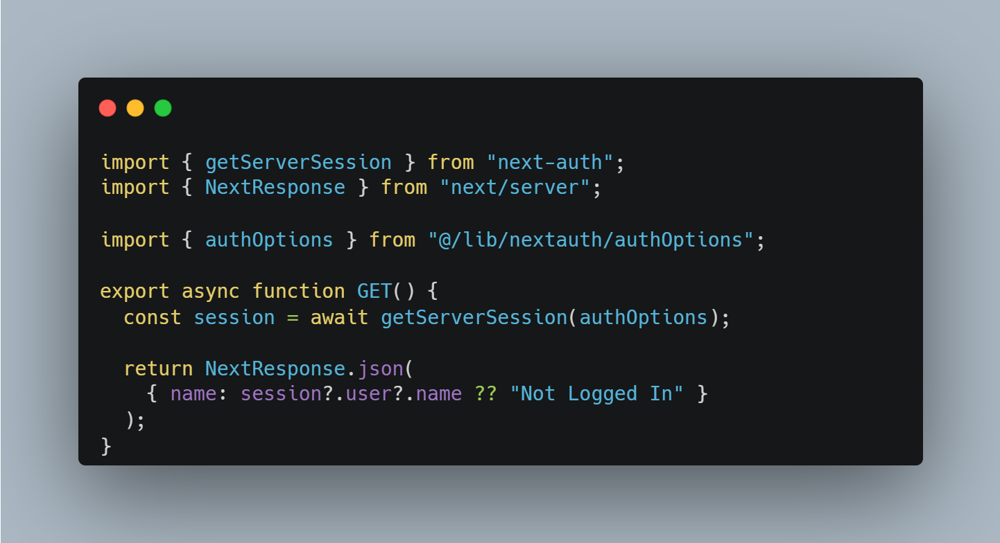 import { getServerSession } from "next-auth";
import { NextResponse } from "next/server";
import { authOptions } from "@/lib/nextauth/authOptions";
export async function GET() {
  const session = await getServerSession(authOptions);
  return NextResponse.json(
    { name: session?.user?.name ?? "Not Logged In" }
  );
}